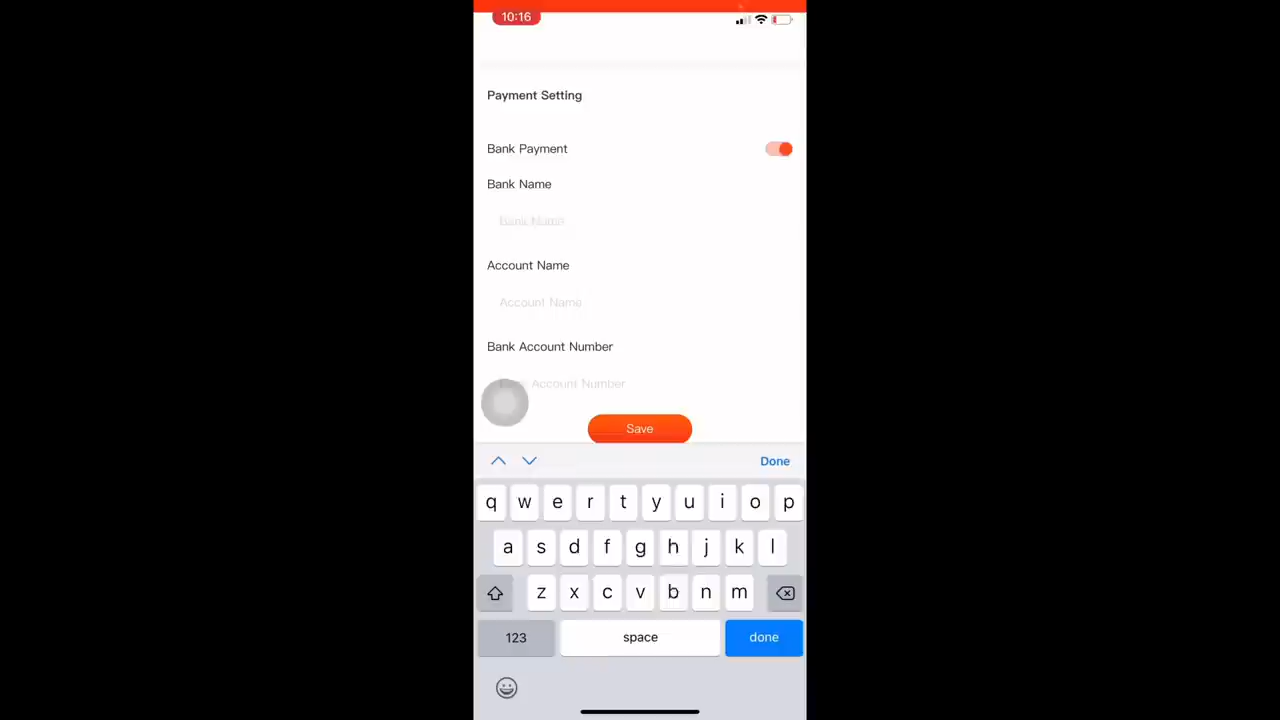 10:16
Payment Setting
Bank Payment
Bank Name
Bank Name
Account Name
Account Name
Bank Account Number
Account Number
Save
Done
q w e r t y u i o p
a s d f g h j k l
z x c v b n m
123 space done